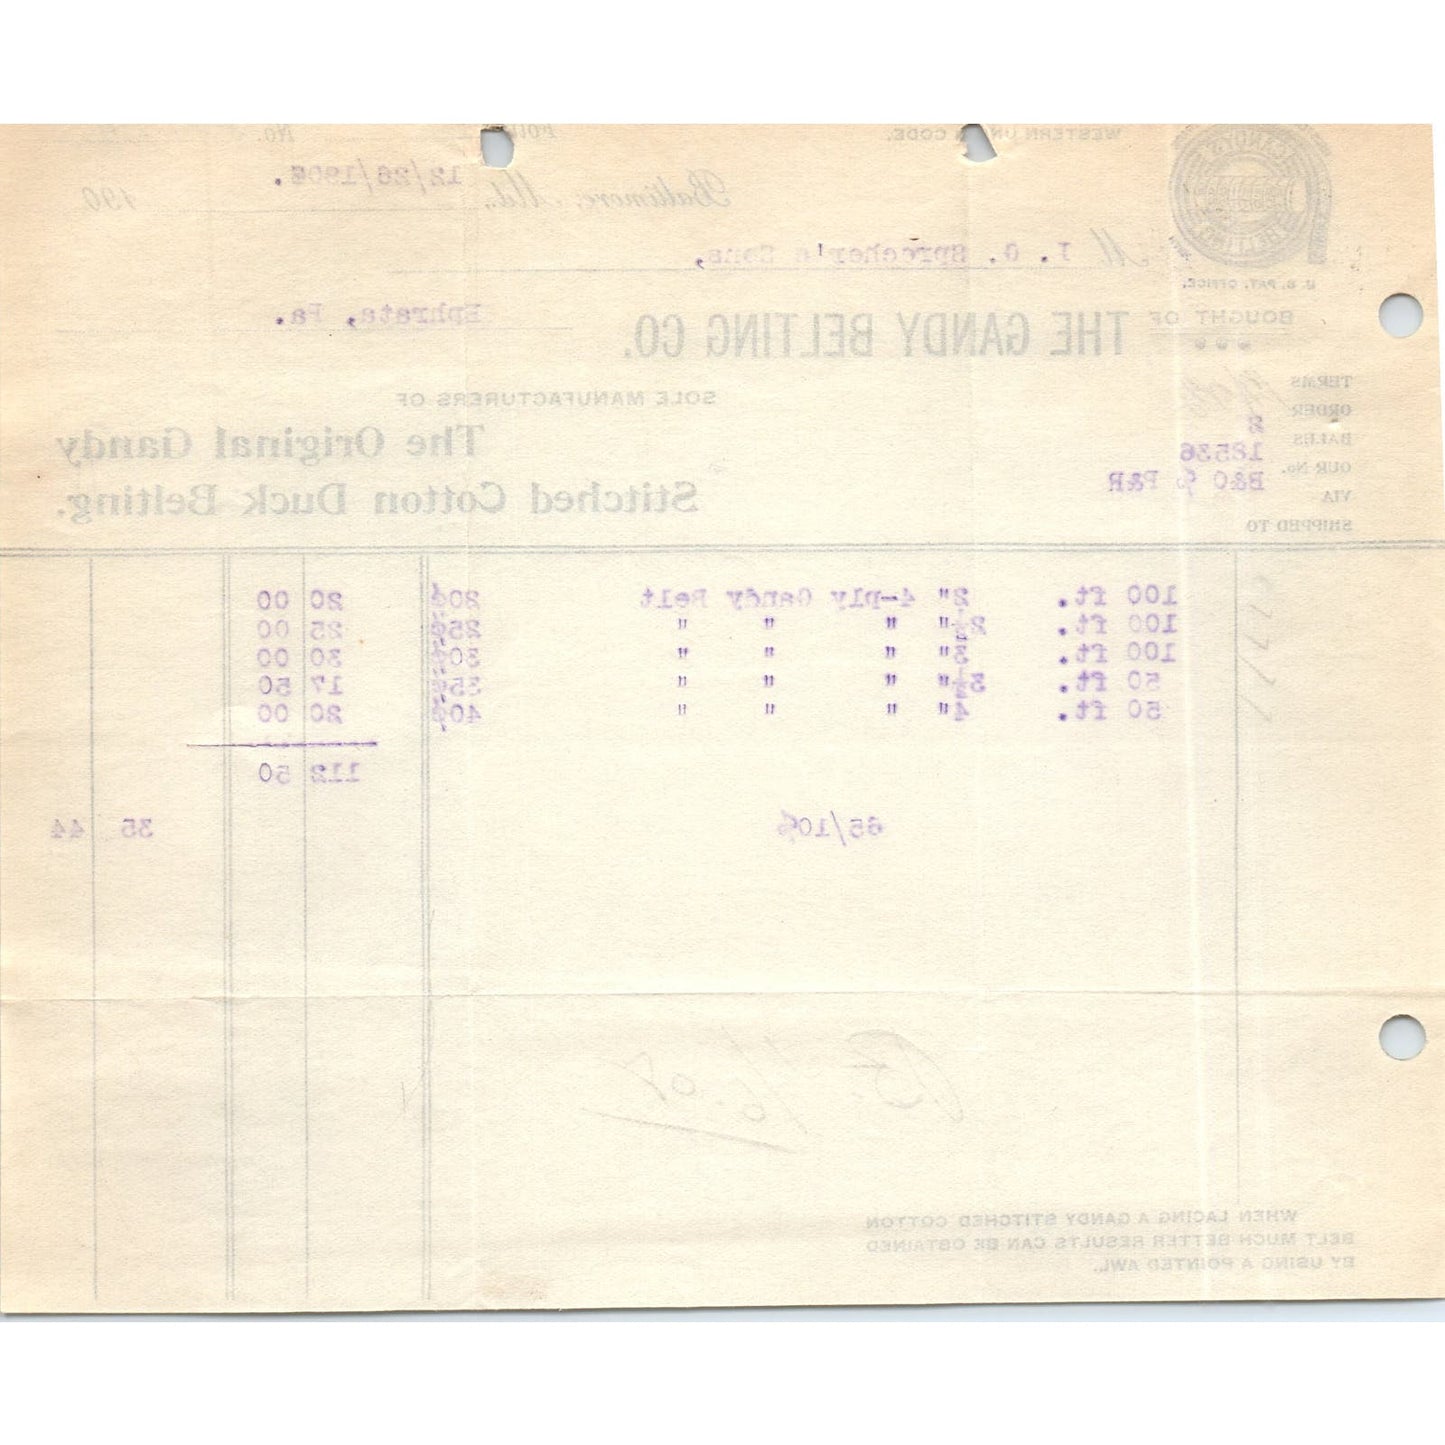 WESTERN UNION CODE. Folio No.
Baltimore, Md., 12/26/190 190
M I. G. Sprecher's Sons,
U. S. PAT. OFFICE.
Ephrata, Pa.
BOUGHT OF THE GANDY BELTING CO.
SOLE MANUFACTURERS OF
The Original Gandy
Stitched Cotton Duck Belting.
TERMS
ORDER
BALES 2
OUR No. 18536
VIA B&O % P&R
SHIPPED TO
100 ft. 2" 4-ply Gandy Belt 20¢ 20 00
100 ft. 2½" " " " 25¢ 25 00
100 ft. 3" " " " 30¢ 30 00
50 ft. 3½" " " " 35¢ 17 50
50 ft. 4" " " " 40¢ 20 00
112 50
65/10% 35 44
WHEN LACING A GANDY STITCHED COTTON
BELT MUCH BETTER RESULTS CAN BE OBTAINED
BY USING A POINTED AWL.